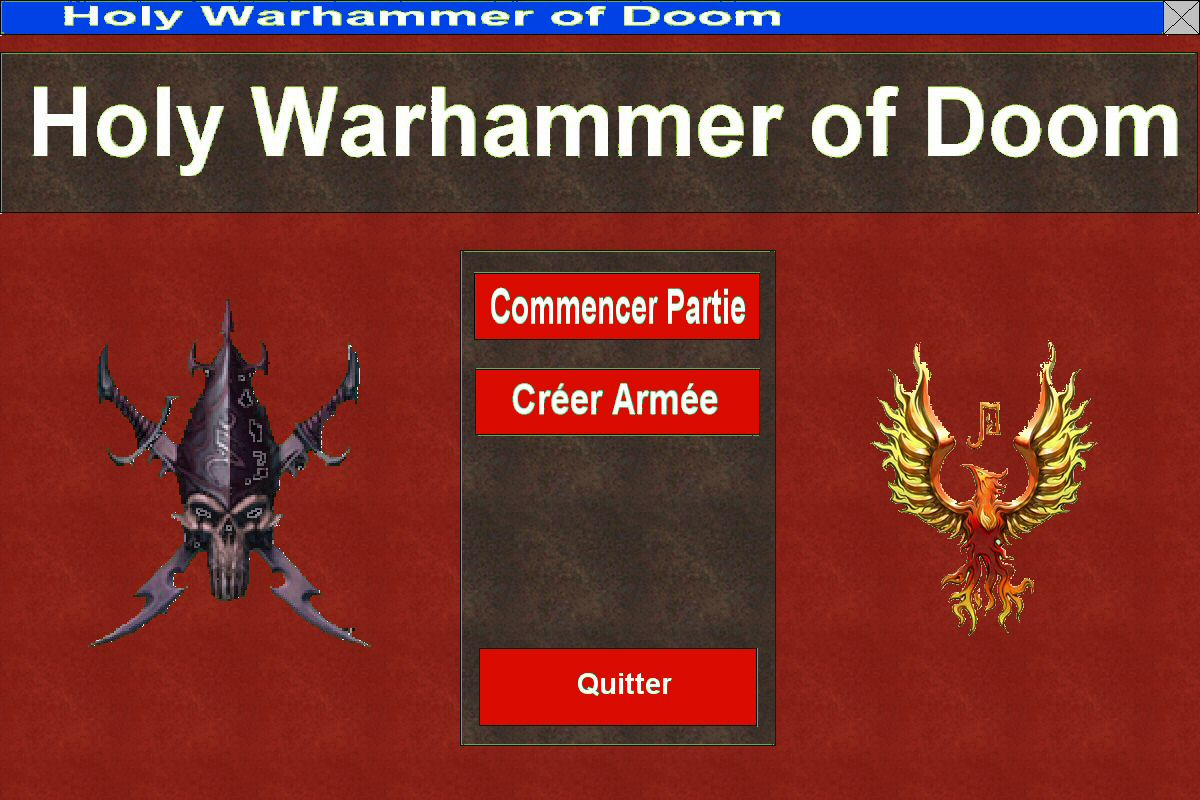 Holy Warhammer of Doom
Holy Warhammer of Doom
Commencer Partie
Créer Armée
Quitter